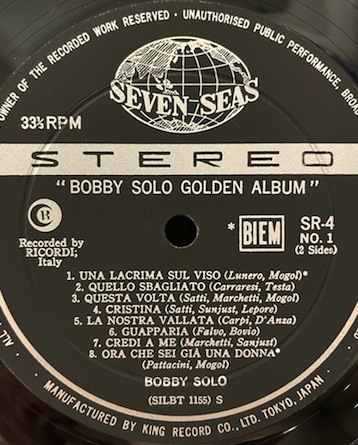 OWNER OF THE RECORDED WORK RESERVED · UNAUTHORISED PUBLIC PERFORMANCE, BRO
SEVEN SEAS
33⅓ RPM
STEREO
"BOBBY SOLO GOLDEN ALBUM"
R
Recorded by
RICORDI;
Italy
* BIEM
SR-4
NO. 1
(2 Sides)
1. UNA LACRIMA SUL VISO (Lunero, Mogol)*
2. QUELLO SBAGLIATO (Carraresi, Testa)
3. QUESTA VOLTA (Satti, Marchetti, Mogol)
4. CRISTINA (Satti, Sunjust, Lepore)
5. LA NOSTRA VALLATA (Carpi, D'Anza)
6. GUAPPARIA (Falvo, Bovio)
7. CREDI A ME (Marchetti, Sanjust)
8. ORA CHE SEI GIÀ UNA DONNA*
(Pattacini, Mogol)
BOBBY SOLO
(SILBT 1155) S
· MANUFACTURED BY KING RECORD CO., LTD. TOKYO, JAPAN ·
ALL